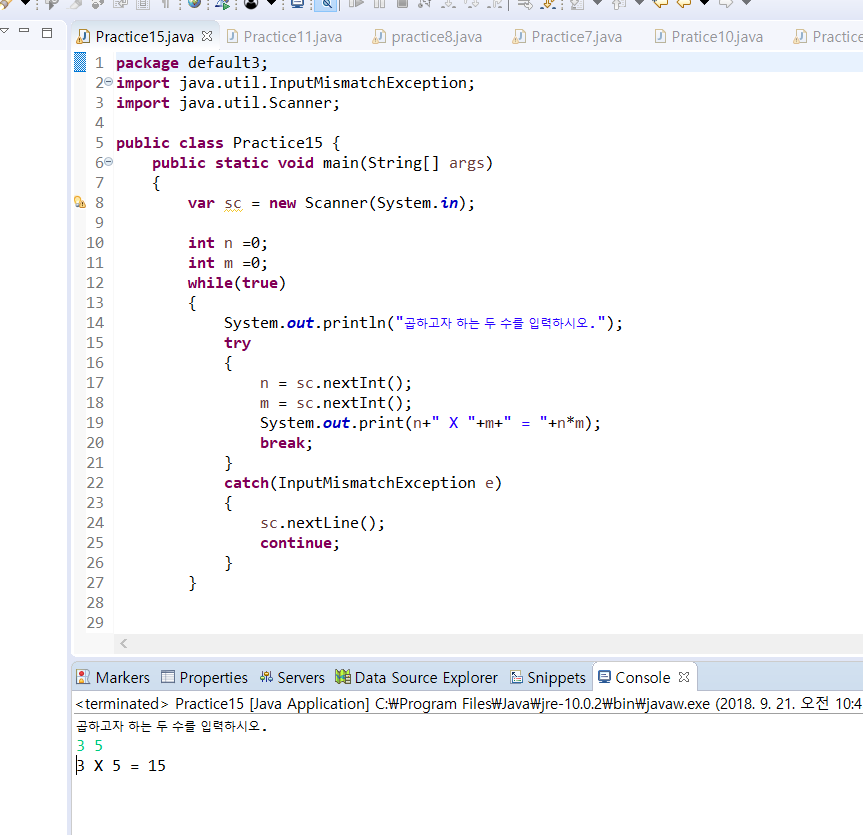 Practice15.java Practice11.java practice8.java Practice7.java Pratice10.java Practice
1 package default3;
2 import java.util.InputMismatchException;
3 import java.util.Scanner;
4
5 public class Practice15 {
6 public static void main(String[] args)
7 {
8 var sc = new Scanner(System.in);
9
10 int n =0;
11 int m =0;
12 while(true)
13 {
14 System.out.println("곱하고자 하는 두 수를 입력하시오.");
15 try
16 {
17 n = sc.nextInt();
18 m = sc.nextInt();
19 System.out.print(n+" X "+m+" = "+n*m);
20 break;
21 }
22 catch(InputMismatchException e)
23 {
24 sc.nextLine();
25 continue;
26 }
27 }
28
29
Markers Properties Servers Data Source Explorer Snippets Console
<terminated> Practice15 [Java Application] C:₩Program Files₩Java₩jre-10.0.2₩bin₩javaw.exe (2018. 9. 21. 오전 10:4
곱하고자 하는 두 수를 입력하시오.
3 5
3 X 5 = 15